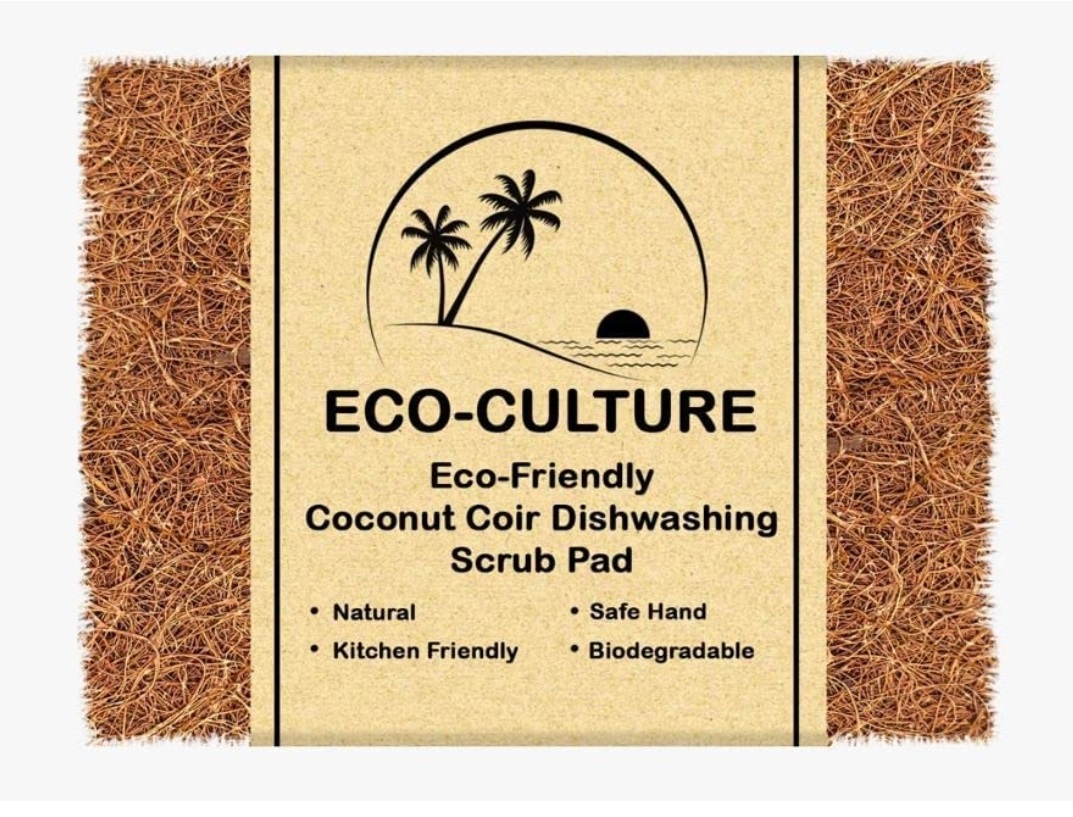 ECO-CULTURE
Eco-Friendly
Coconut Coir Dishwashing
Scrub Pad
• Natural
• Safe Hand
• Kitchen Friendly
• Biodegradable